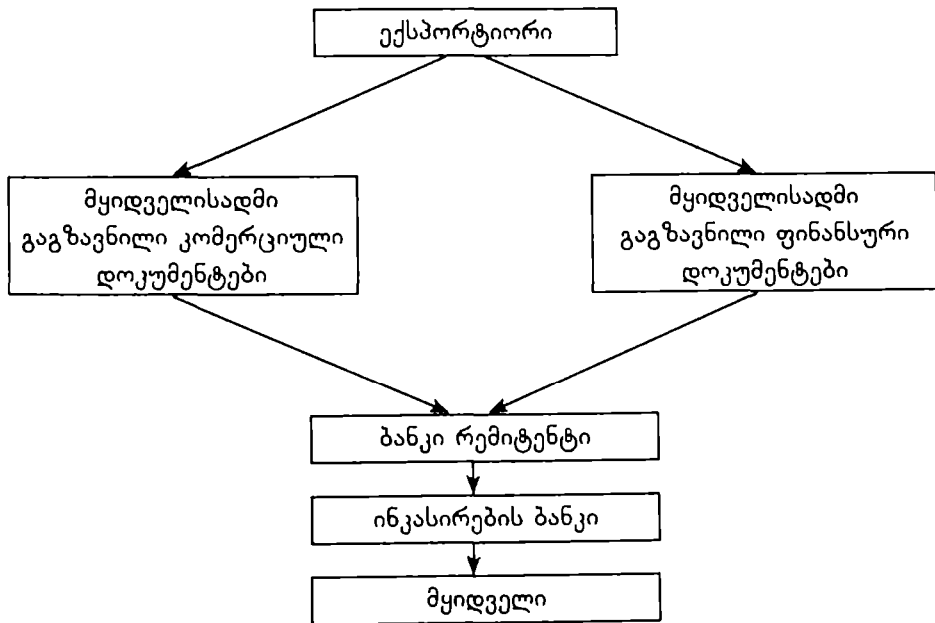 ექსპორტიორი
მყიდველისადმი
გაგზავნილი კომერციული
დოკუმენტები
მყიდველისადმი
გაგზავნილი ფინანსური
დოკუმენტები
ბანკი რემიტენტი
ინკასირების ბანკი
მყიდველი